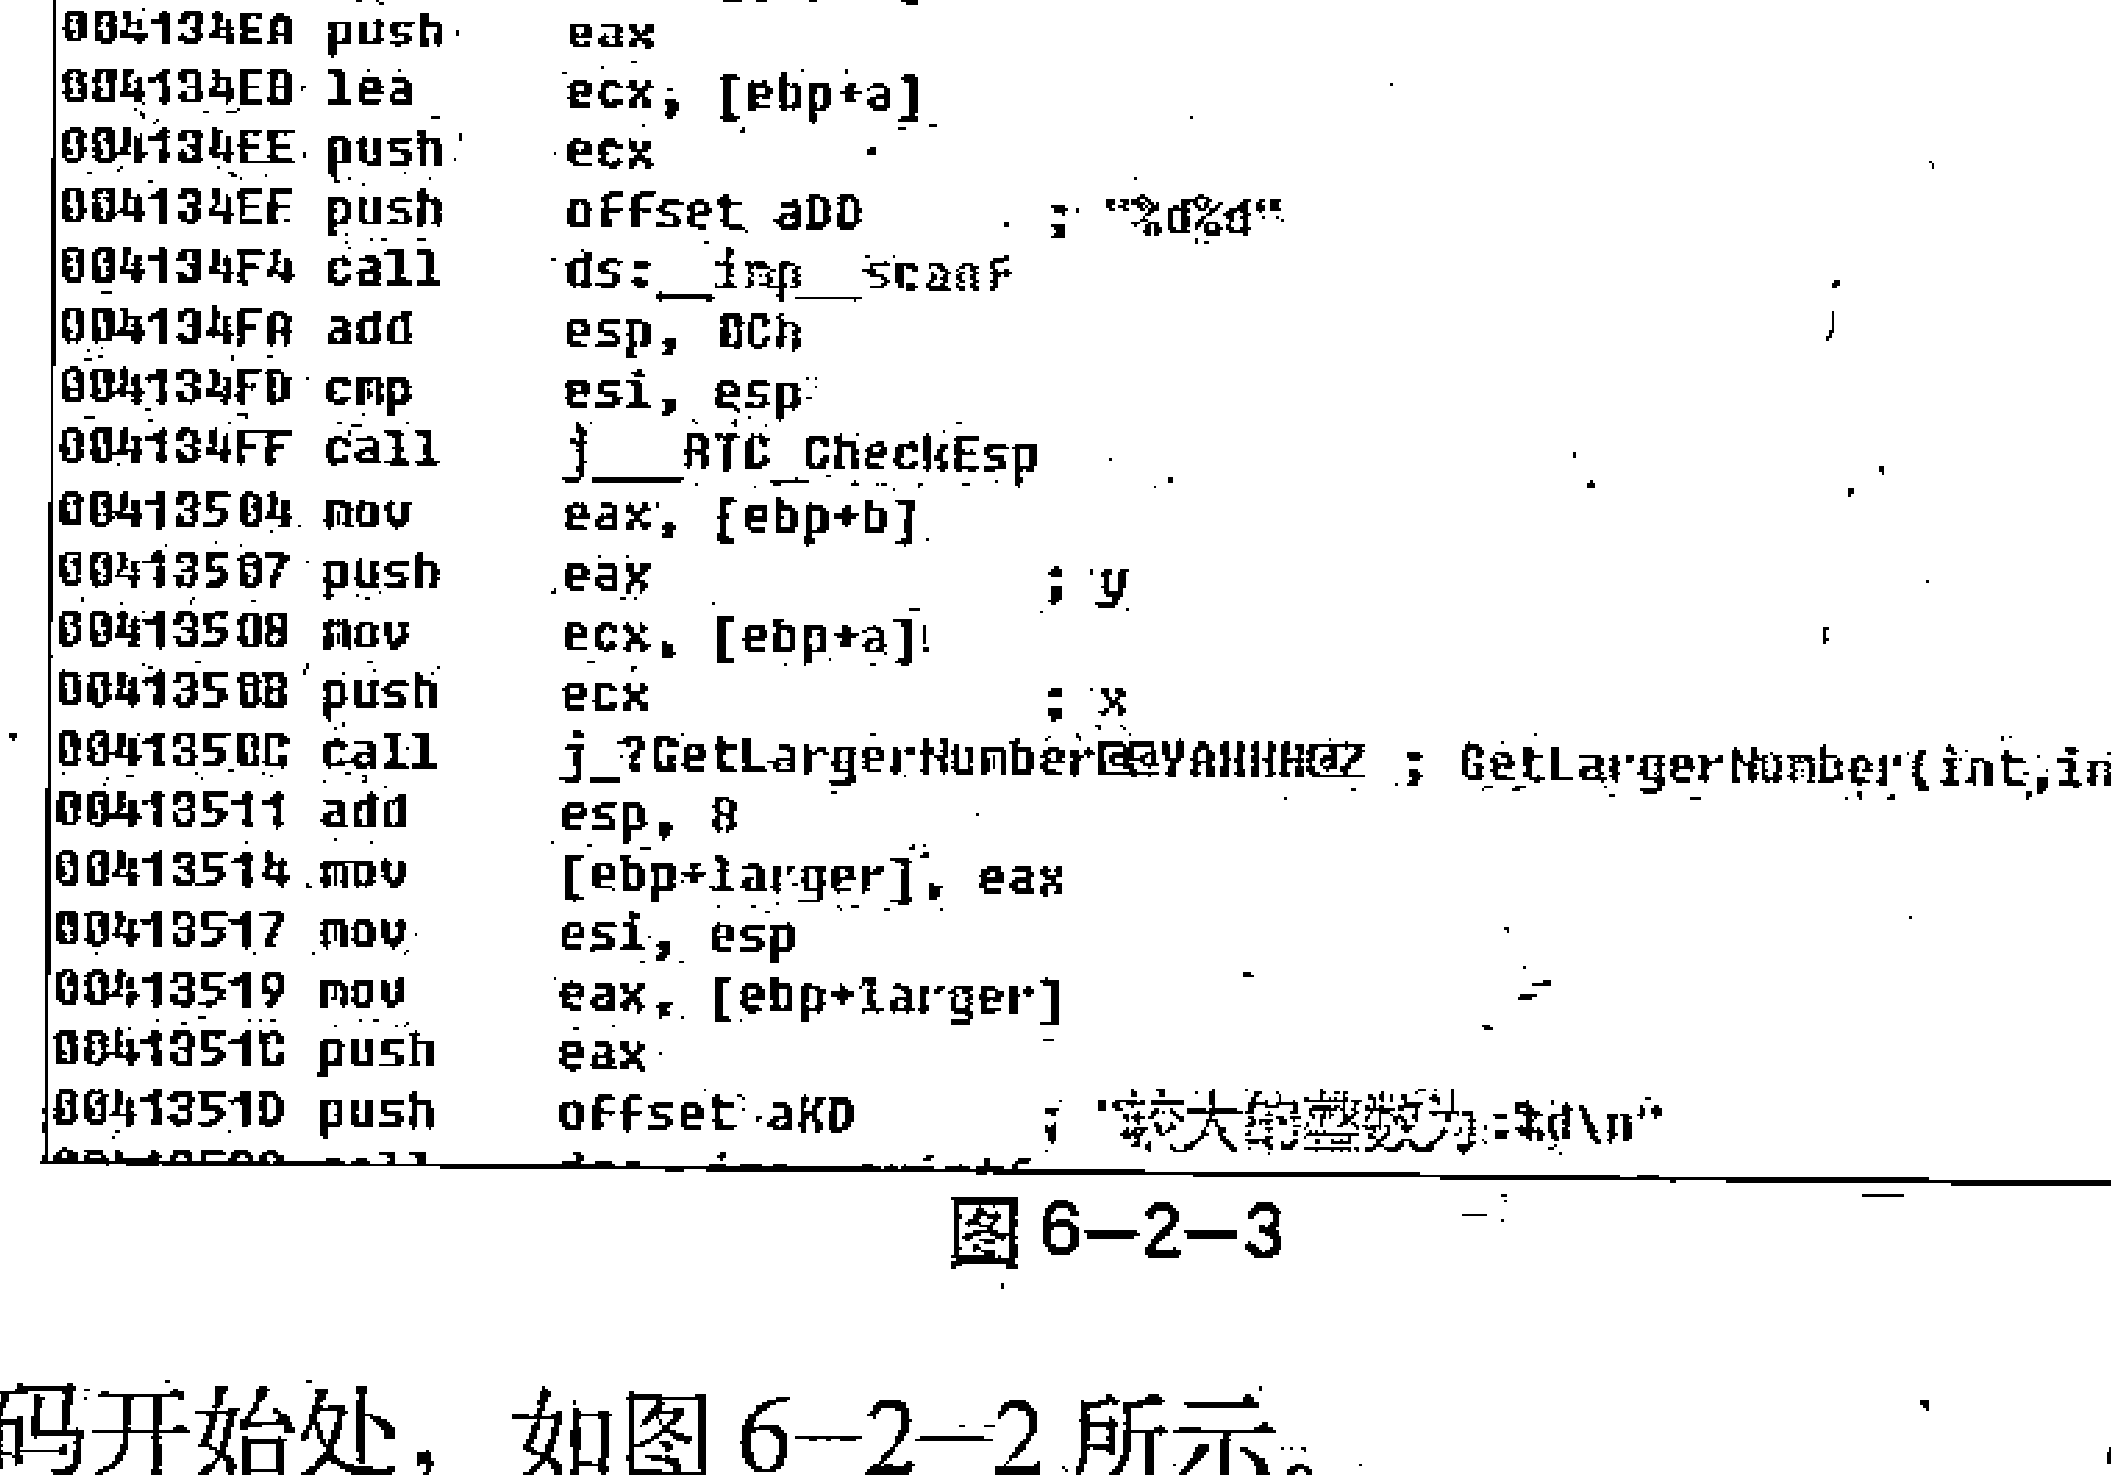 004134EA push eax
004134EB lea ecx, [ebp+a]
004134EE push ecx
004134EF push offset aDD ; "%d%d"
004134F4 call ds:__imp__scanf
004134FA add esp, 0Ch
004134FD cmp esi, esp
004134FF call j___RTC_CheckEsp
00413504 mov eax, [ebp+b]
00413507 push eax ; y
00413508 mov ecx, [ebp+a]
0041350B push ecx ; x
0041350C call j_?GetLargerNumber@@YAHHH@Z ; GetLargerNumber(int,in
00413511 add esp, 8
00413514 mov [ebp+larger], eax
00413517 mov esi, esp
00413519 mov eax, [ebp+larger]
0041351C push eax
0041351D push offset aKD ; "较大的整数为:%d\n"
图 6-2-3
码开始处，如图 6-2-2 所示。